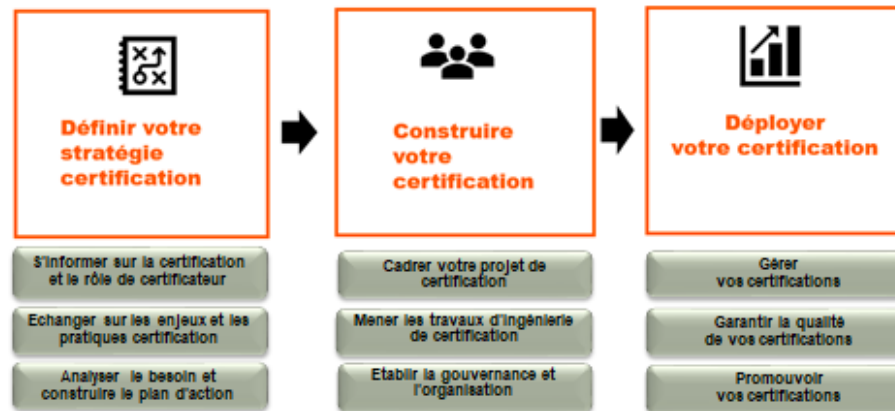 Définir votre
stratégie
certification
S'informer sur la certification
et le rôle de certificateur
Echanger sur les enjeux et les
pratiques certification
Analyser le besoin et
construire le plan d'action
Construire
votre
certification
Cadrer votre projet de
certification
Mener les travaux d'ingénierie
de certification
Etablir la gouvernance et
l'organisation
Déployer
votre certification
Gérer
vos certifications
Garantir la qualité
de vos certifications
Promouvoir
vos certifications